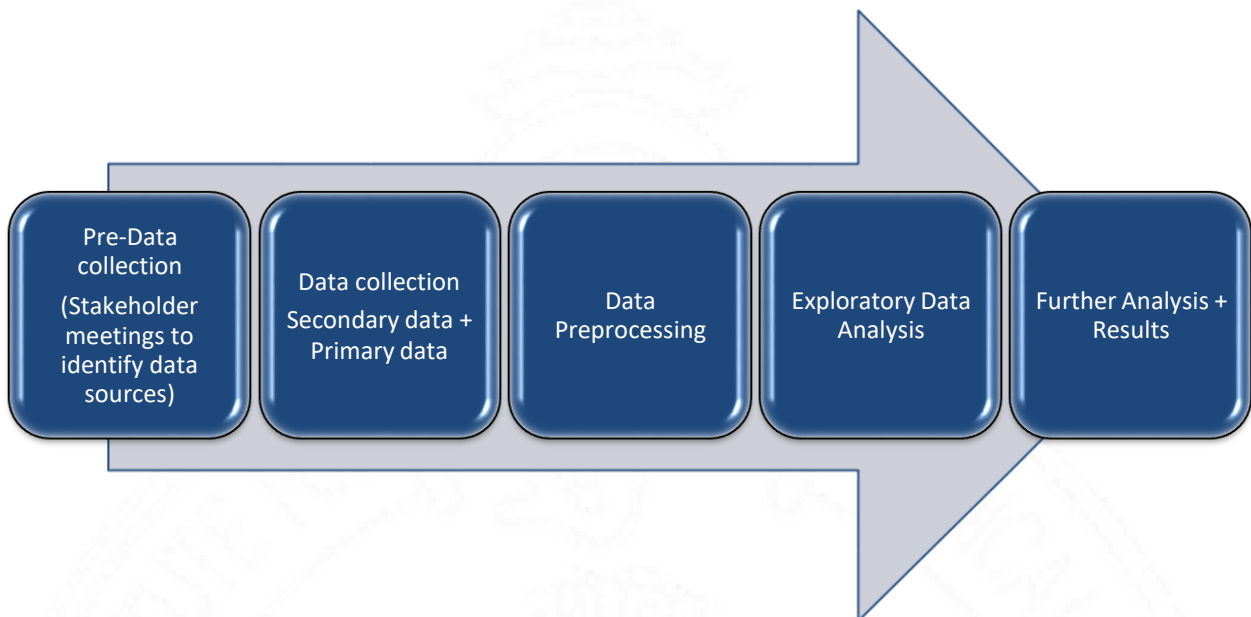 Pre-Data
collection
(Stakeholder
meetings to
identify data
sources)
Data collection
Secondary data +
Primary data
Data
Preprocessing
Exploratory Data
Analysis
Further Analysis +
Results